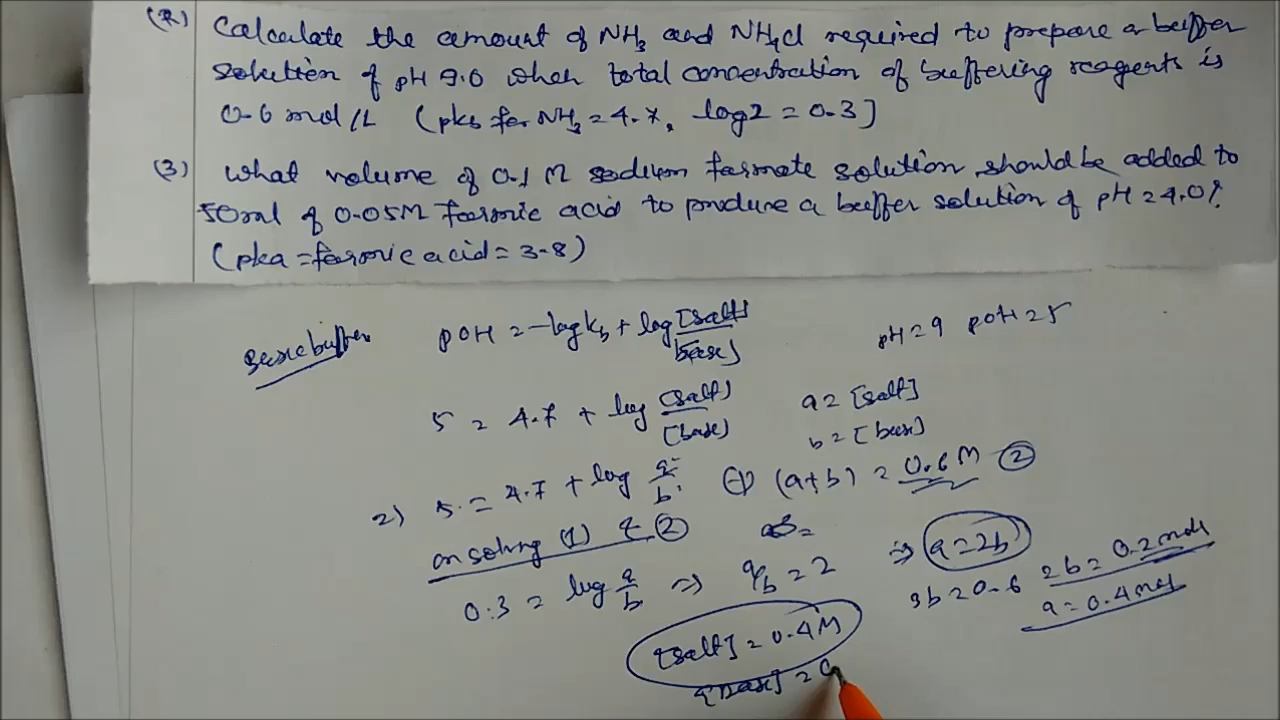 (2) Calculate the amount of NH3 and NH4Cl required to prepare a buffer
solution of pH 9.0 when total concentration of buffering reagents is
0.6 mol/L (pkb for NH3 = 4.7, log2 = 0.3]
(3) What volume of 0.1 M sodium formate solution should be added to
50ml of 0.05M formic acid to produce a buffer solution of pH = 4.0?
(pka = formic acid = 3.8)
Basic buffer pOH = -log kb + log [salt]/[base] pH = 9 pOH = 5
5 = 4.7 + log [salt]/[base] a = [salt]
b = [base]
2) 5 = 4.7 + log a/b (1) (a+b) = 0.6M (2)
on solving (1) & (2) ⇒ a=2b
0.3 = log a/b ⇒ a/b = 2 3b = 0.6 ⇒ b = 0.2 mol
a = 0.4 mol
[salt] = 0.4M
[Base] = 0